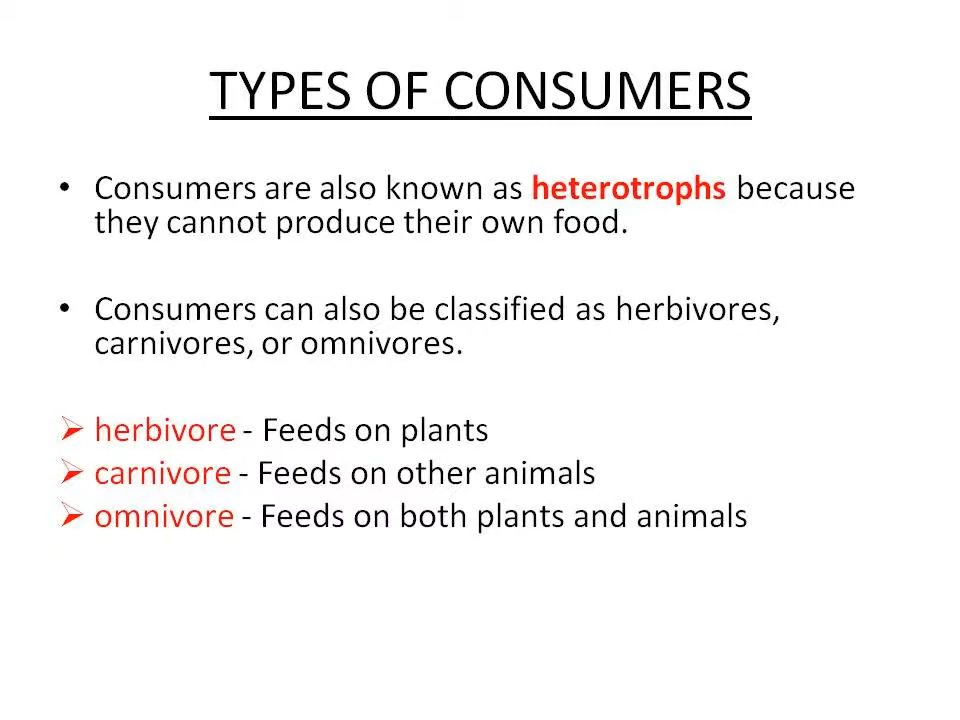 TYPES OF CONSUMERS
• Consumers are also known as heterotrophs because
they cannot produce their own food.
• Consumers can also be classified as herbivores,
carnivores, or omnivores.
➢ herbivore - Feeds on plants
➢ carnivore - Feeds on other animals
➢ omnivore - Feeds on both plants and animals